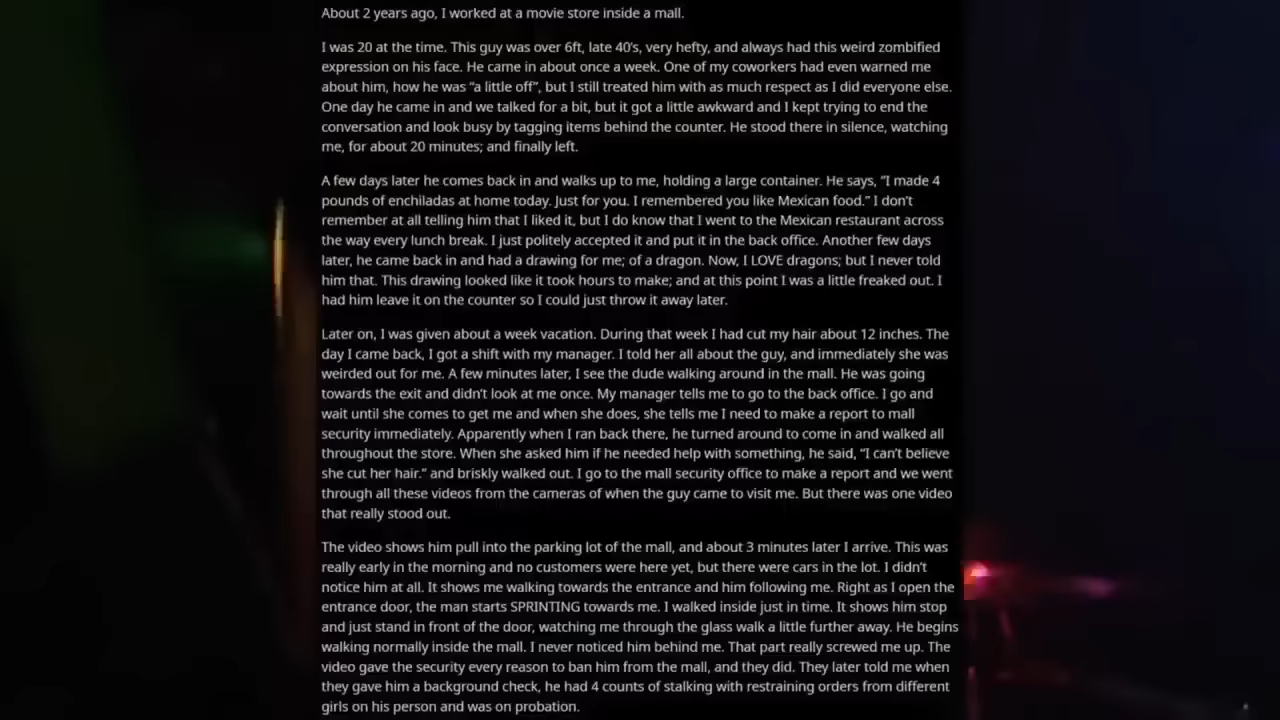 About 2 years ago, I worked at a movie store inside a mall.
I was 20 at the time. This guy was over 6ft, late 40's, very hefty, and always had this weird zombified
expression on his face. He came in about once a week. One of my coworkers had even warned me
about him, how he was “a little off”, but I still treated him with as much respect as I did everyone else.
One day he came in and we talked for a bit, but it got a little awkward and I kept trying to end the
conversation and look busy by tagging items behind the counter. He stood there in silence, watching
me, for about 20 minutes; and finally left.
A few days later he comes back in and walks up to me, holding a large container. He says, “I made 4
pounds of enchiladas at home today. Just for you. I remembered you like Mexican food.” I don’t
remember at all telling him that I liked it, but I do know that I went to the Mexican restaurant across
the way every lunch break. I just politely accepted it and put it in the back office. Another few days
later, he came back in and had a drawing for me; of a dragon. Now, I LOVE dragons; but I never told
him that. This drawing looked like it took hours to make; and at this point I was a little freaked out. I
had him leave it on the counter so I could just throw it away later.
Later on, I was given about a week vacation. During that week I had cut my hair about 12 inches. The
day I came back, I got a shift with my manager. I told her all about the guy, and immediately she was
weirded out for me. A few minutes later, I see the dude walking around in the mall. He was going
towards the exit and didn’t look at me once. My manager tells me to go to the back office. I go and
wait until she comes to get me and when she does, she tells me I need to make a report to mall
security immediately. Apparently when I ran back there, he turned around to come in and walked all
throughout the store. When she asked him if he needed help with something, he said, “I can’t believe
she cut her hair.” and briskly walked out. I go to the mall security office to make a report and we went
through all these videos from the cameras of when the guy came to visit me. But there was one video
that really stood out.
The video shows him pull into the parking lot of the mall, and about 3 minutes later I arrive. This was
really early in the morning and no customers were here yet, but there were cars in the lot. I didn’t
notice him at all. It shows me walking towards the entrance and him following me. Right as I open the
entrance door, the man starts SPRINTING towards me. I walked inside just in time. It shows him stop
and just stand in front of the door, watching me through the glass walk a little further away. He begins
walking normally inside the mall. I never noticed him behind me. That part really screwed me up. The
video gave the security every reason to ban him from the mall, and they did. They later told me when
they gave him a background check, he had 4 counts of stalking with restraining orders from different
girls on his person and was on probation.